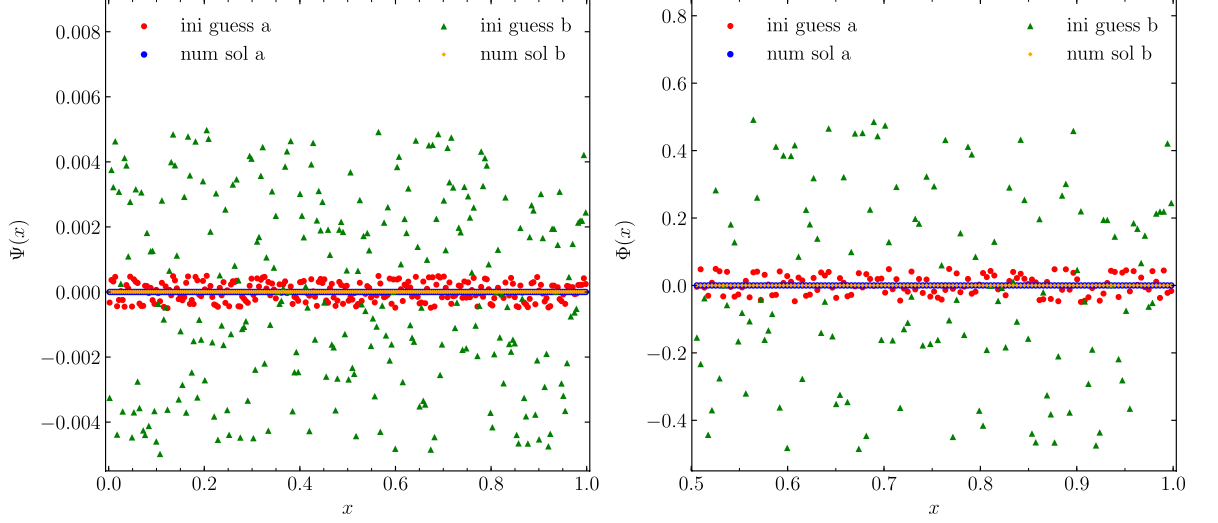 0.008
0.006
0.004
0.002
0.000
−0.002
−0.004
Ψ(x)
ini guess a
num sol a
ini guess b
num sol b
0.0 0.2 0.4 0.6 0.8 1.0
x
0.8
0.6
0.4
0.2
0.0
−0.2
−0.4
Φ(x)
ini guess a
num sol a
ini guess b
num sol b
0.5 0.6 0.7 0.8 0.9 1.0
x